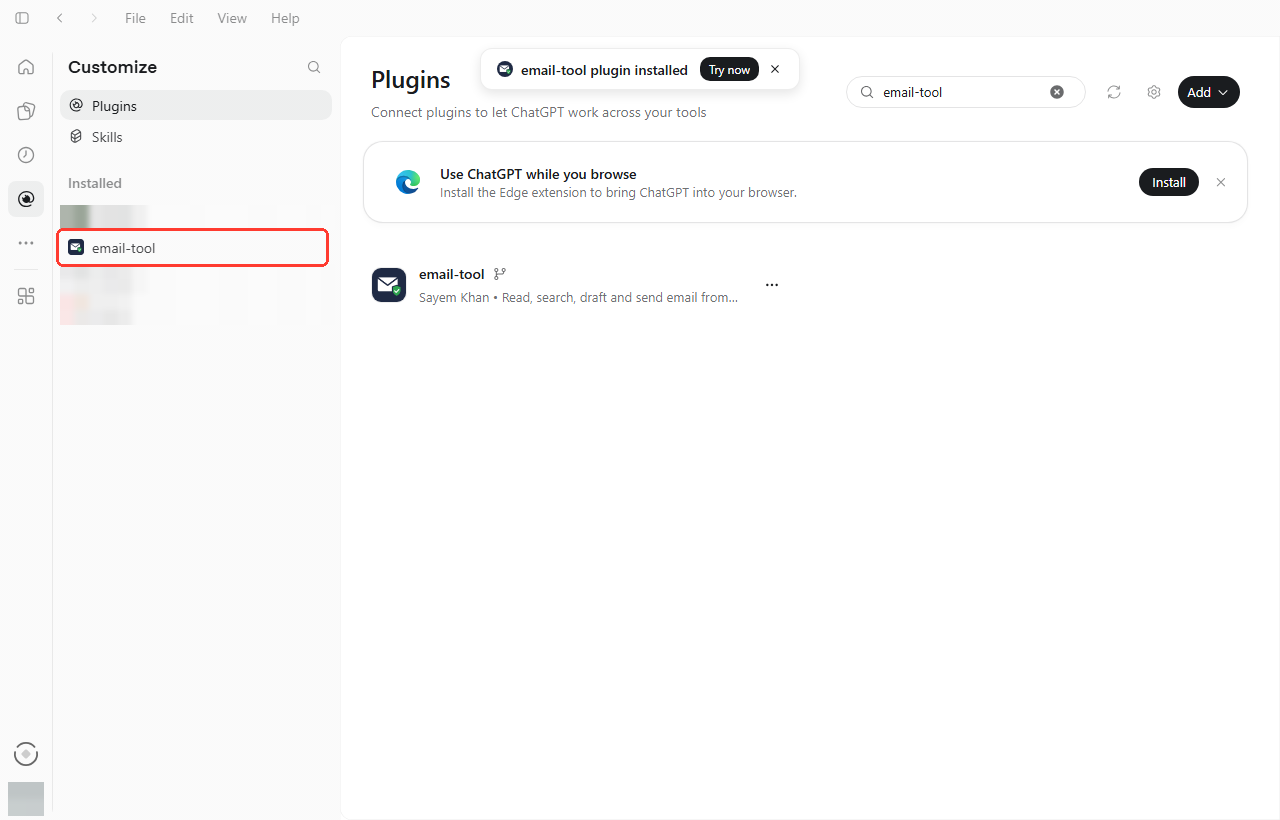 File Edit View Help
Customize
Plugins
Skills
Installed
email-tool
email-tool plugin installed Try now
Plugins
Connect plugins to let ChatGPT work across your tools
email-tool
Add
Use ChatGPT while you browse
Install the Edge extension to bring ChatGPT into your browser.
Install
email-tool
Sayem Khan • Read, search, draft and send email from...